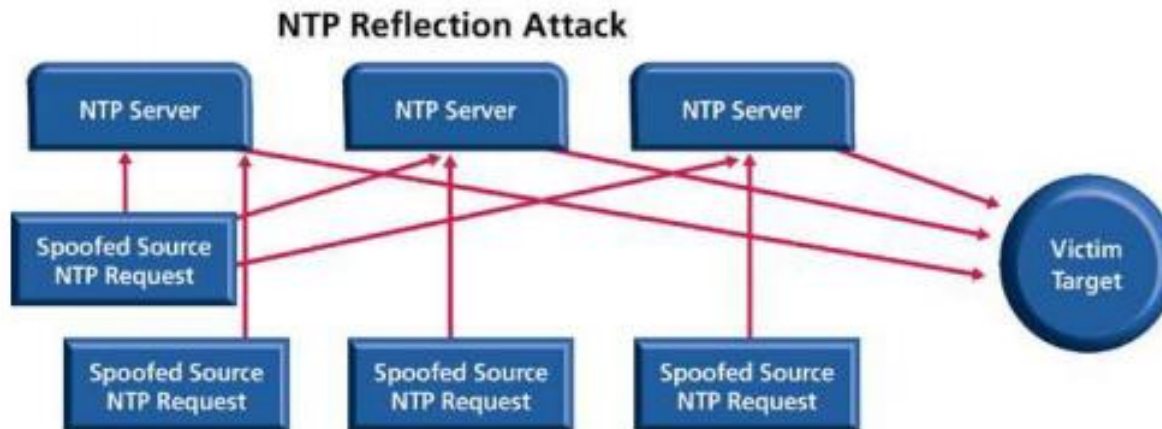 NTP Reflection Attack
NTP Server
NTP Server
NTP Server
Spoofed Source
NTP Request
Victim
Target
Spoofed Source
NTP Request
Spoofed Source
NTP Request
Spoofed Source
NTP Request